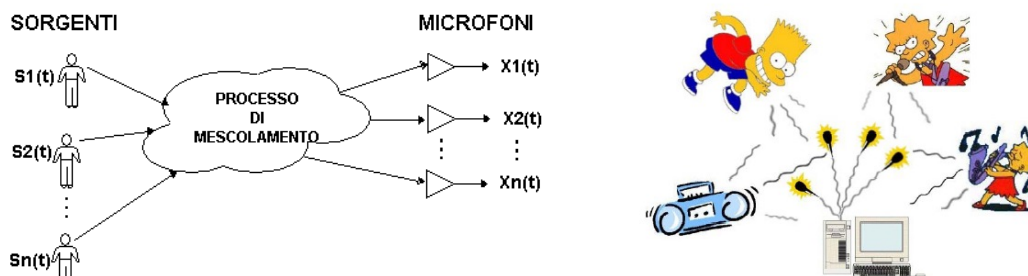 SORGENTI
MICROFONI
S1(t)
X1(t)
PROCESSO
DI
MESCOLAMENTO
S2(t)
X2(t)
Xn(t)
Sn(t)